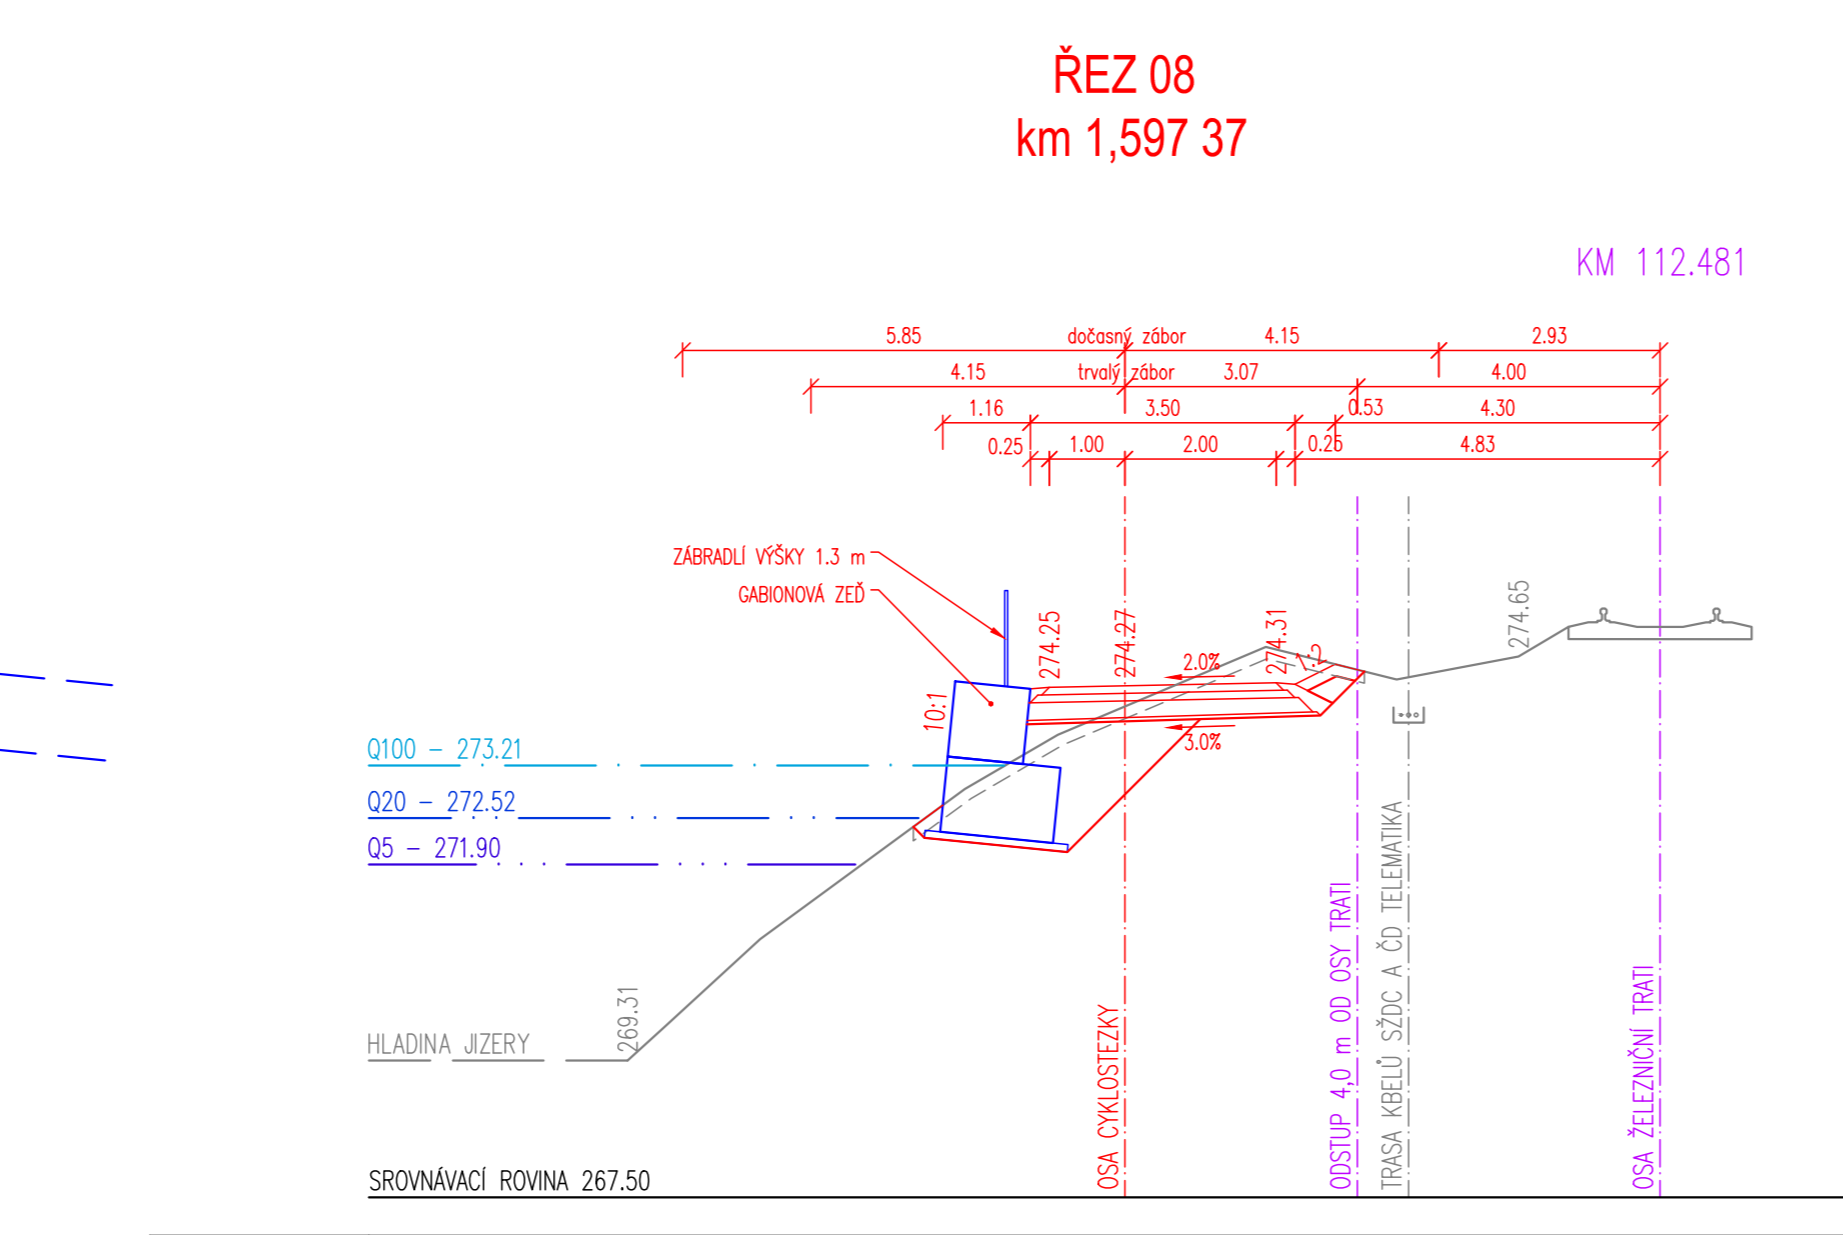 ŘEZ 08
km 1,597 37
KM 112.481
5.85 dočasný zábor 4.15 2.93
4.15 trvalý zábor 3.07 4.00
1.16 3.50 0.53 4.30
0.25 1.00 2.00 0.25 4.83
ZÁBRADLÍ VÝŠKY 1.3 m
GABIONOVÁ ZEĎ
274.25
274.27
274.31
274.65
2.0%
1:2
10:1
3.0%
Q100 – 273.21
Q20 – 272.52
Q5 – 271.90
HLADINA JIZERY
269.31
OSA CYKLOSTEZKY
ODSTUP 4,0 m OD OSY TRATI
TRASA KBELŮ SŽDC A ČD TELEMATIKA
OSA ŽELEZNIČNÍ TRATI
SROVNÁVACÍ ROVINA 267.50